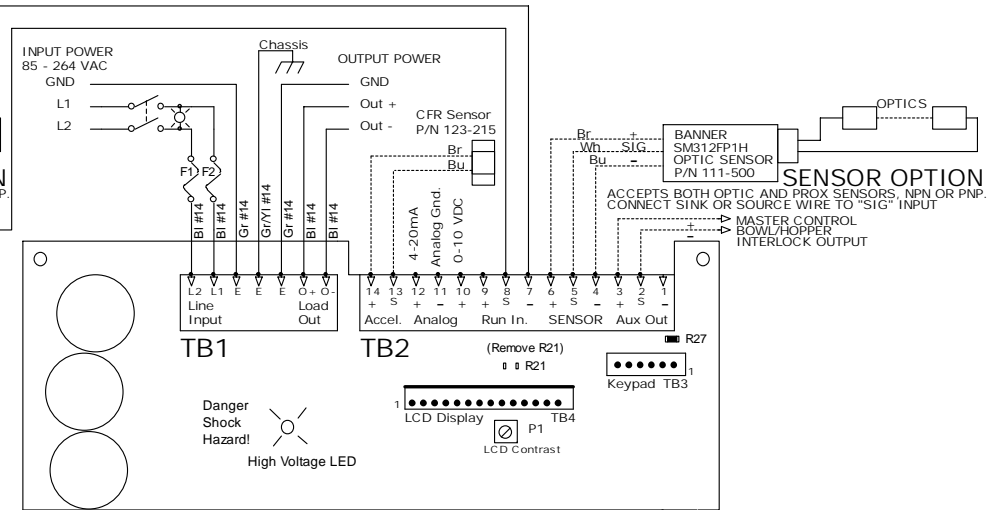 INPUT POWER
85 - 264 VAC
GND
L1
L2
Chassis
OUTPUT POWER
GND
Out +
Out -
CFR Sensor
P/N 123-215
Br
Bu
Br +
Wh SIG
Bu -
BANNER
SM312FP1H
OPTIC SENSOR
P/N 111-500
OPTICS
SENSOR OPTION
ACCEPTS BOTH OPTIC AND PROX SENSORS, NPN OR PNP.
CONNECT SINK OR SOURCE WIRE TO "SIG" INPUT
MASTER CONTROL
+ BOWL/HOPPER
- INTERLOCK OUTPUT
N
P.
F1 F2
Bl #14
Bl #14
Gr #14
Gr/Yl #14
Gr #14
Bl #14
Bl #14
4-20mA
Analog Gnd.
0-10 VDC
L2 L1 E E E O+ O-
Line Input
Load Out
TB1
14 13 12 11 10 9 8 7 6 5 4 3 2 1
+ S + - + + S - + S - + S -
Accel. Analog Run In. SENSOR Aux Out
TB2
(Remove R21)
R21
R27
1
Keypad TB3
1
LCD Display TB4
P1
LCD Contrast
Danger
Shock
Hazard!
High Voltage LED